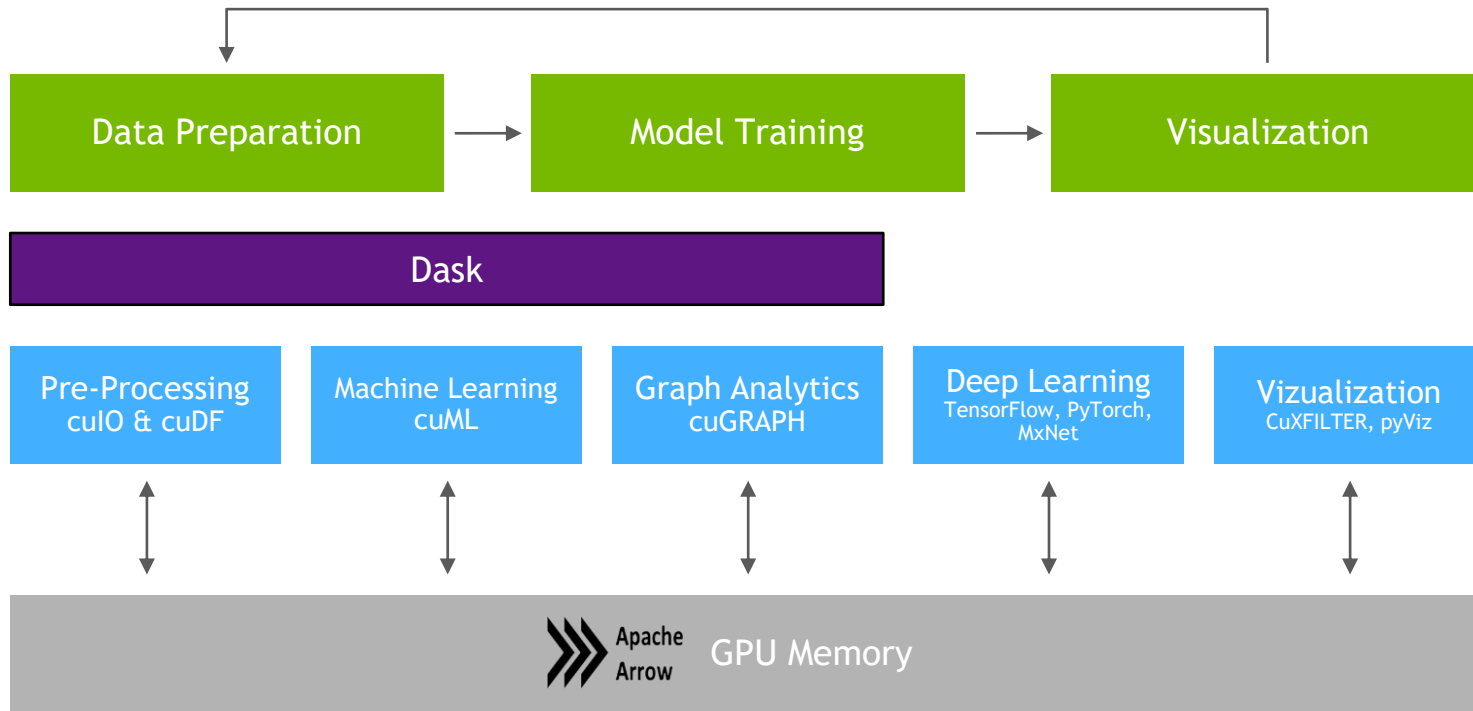 Data Preparation
Model Training
Visualization
Dask
Pre-Processing
cuIO & cuDF
Machine Learning
cuML
Graph Analytics
cuGRAPH
Deep Learning
TensorFlow, PyTorch,
MxNet
Vizualization
CuXFILTER, pyViz
Apache
Arrow
GPU Memory